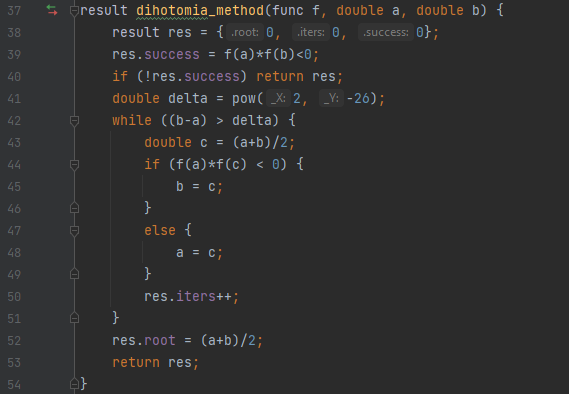 37 result dihotomia_method(func f, double a, double b) {
38     result res = { .root: 0, .iters: 0, .success: 0};
39     res.success = f(a)*f(b)<0;
40     if (!res.success) return res;
41     double delta = pow( _X: 2, _Y: -26);
42     while ((b-a) > delta) {
43         double c = (a+b)/2;
44         if (f(a)*f(c) < 0) {
45             b = c;
46         }
47         else {
48             a = c;
49         }
50         res.iters++;
51     }
52     res.root = (a+b)/2;
53     return res;
54 }